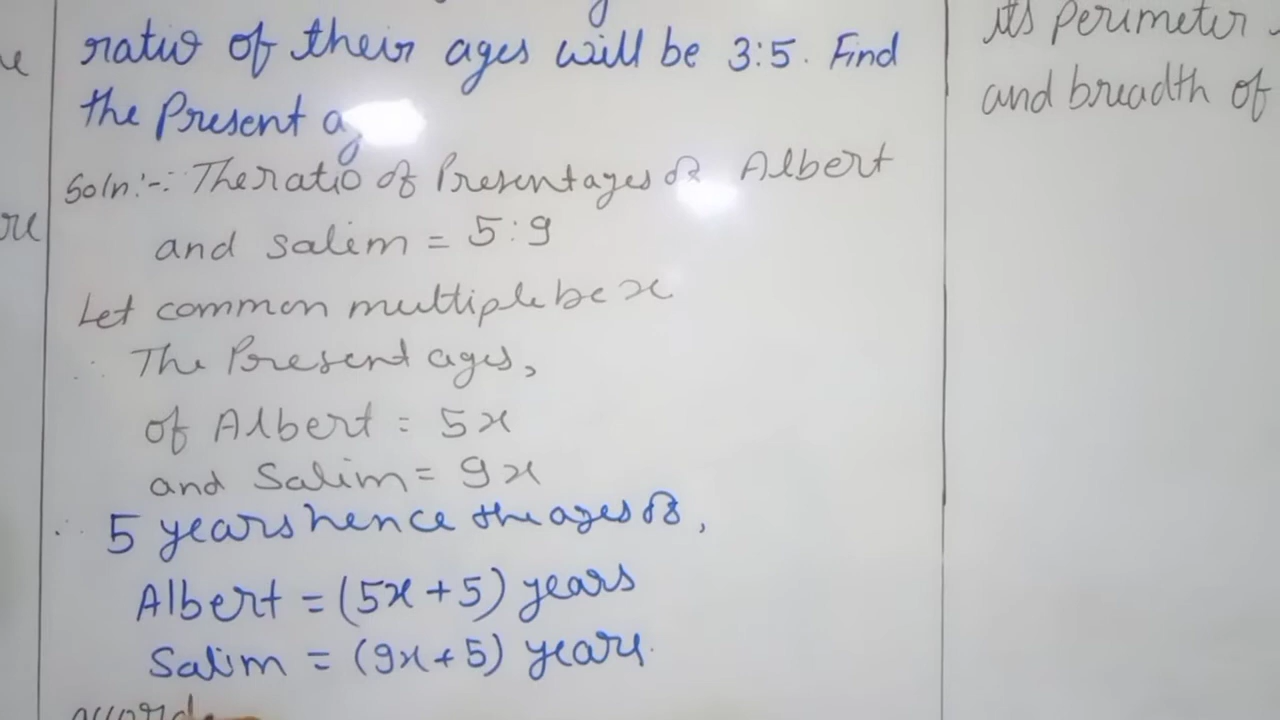 ratio of their ages will be 3:5. Find
the Present
Soln:-: The ratio of Present ages of Albert
and Salim = 5:9
Let common multiple be x
∴ The Present ages,
of Albert = 5x
and Salim = 9x
∴ 5 years hence the ages of,
Albert = (5x+5) years
Salim = (9x+5) years.
its perimeter
and breadth of